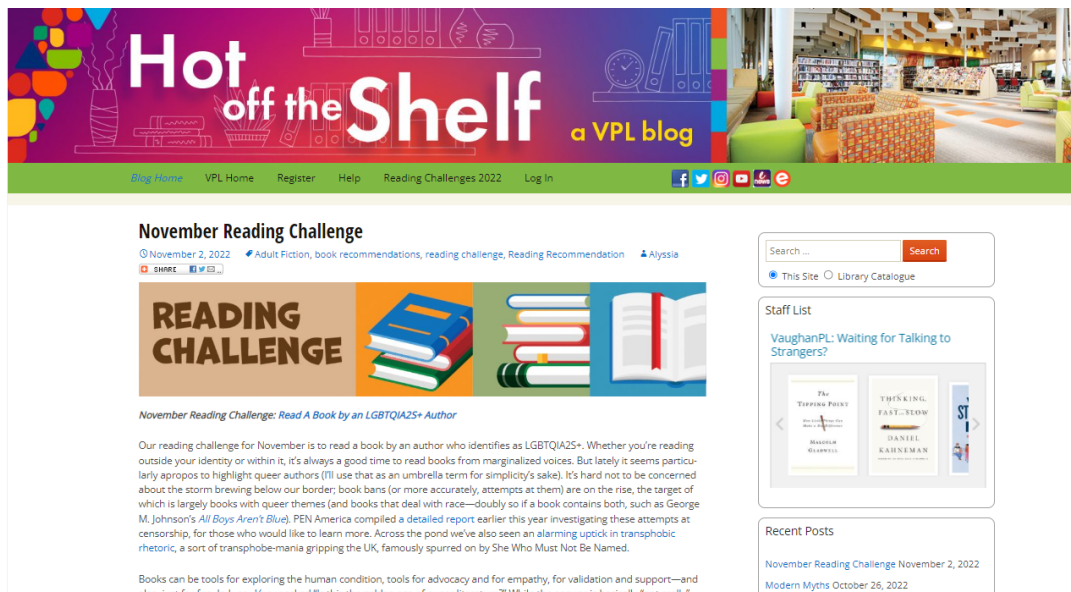 Hot
off the Shelf
a VPL blog
Blog Home VPL Home Register Help Reading Challenges 2022 Log In
November Reading Challenge
November 2, 2022 Adult Fiction, book recommendations, reading challenge, Reading Recommendation Alyssia
SHARE
READING
CHALLENGE
November Reading Challenge: Read A Book by an LGBTQIA2S+ Author
Our reading challenge for November is to read a book by an author who identifies as LGBTQIA2S+. Whether you're reading
outside your identity or within it, it's always a good time to read books from marginalized voices. But lately it seems particu-
larly apropos to highlight queer authors (I'll use that as an umbrella term for simplicity's sake). It's hard not to be concerned
about the storm brewing below our border; book bans (or more accurately, attempts at them) are on the rise, the target of
which is largely books with queer themes (and books that deal with race—doubly so if a book contains both, such as George
M. Johnson's All Boys Aren't Blue). PEN America compiled a detailed report earlier this year investigating these attempts at
censorship, for those who would like to learn more. Across the pond we've also seen an alarming uptick in transphobic
rhetoric, a sort of transphobe-mania gripping the UK, famously spurred on by She Who Must Not Be Named.
Books can be tools for exploring the human condition, tools for advocacy and for empathy, for validation and support—and
Search ... Search
This Site Library Catalogue
Staff List
VaughanPL: Waiting for Talking to
Strangers?
The
TIPPING POINT
MALCOLM
GLADWELL
THINKING,
FAST AND SLOW
DANIEL
KAHNEMAN
ST
Recent Posts
November Reading Challenge November 2, 2022
Modern Myths October 26, 2022